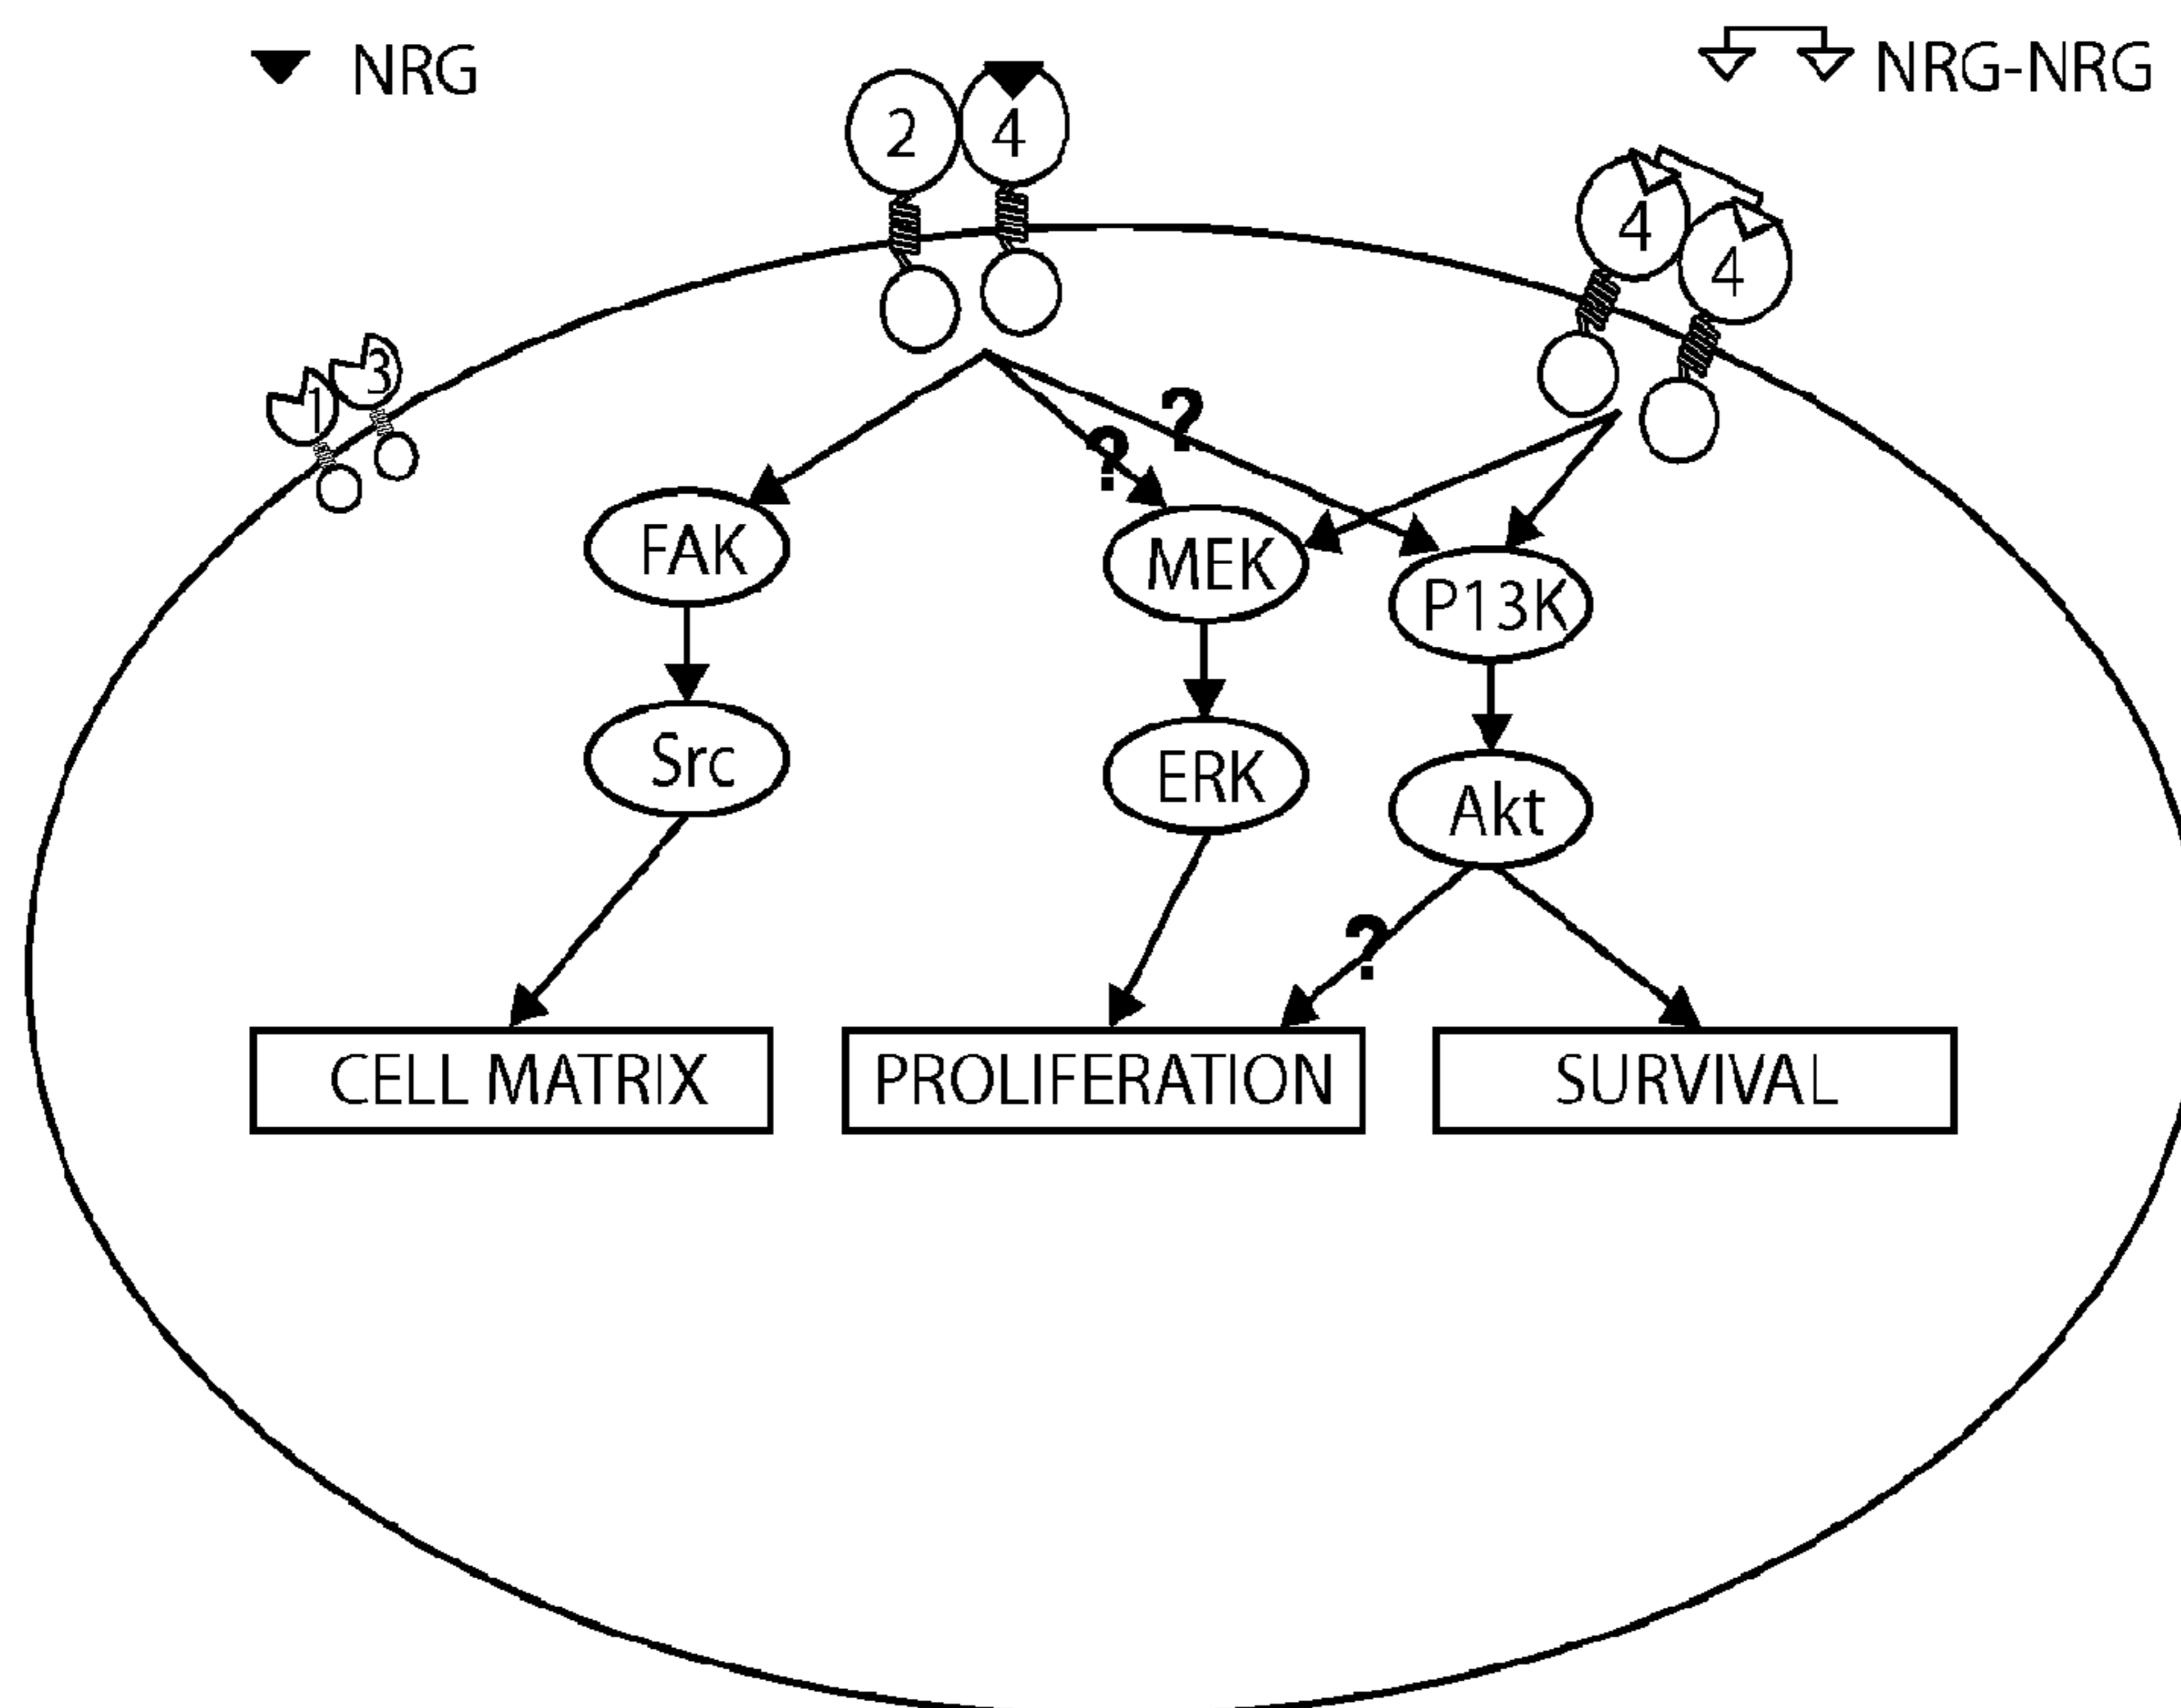 NRG
NRG-NRG
2
4
4
4
3
1
?
?
FAK
MEK
P13K
Src
ERK
Akt
?
CELL MATRIX
PROLIFERATION
SURVIVAL